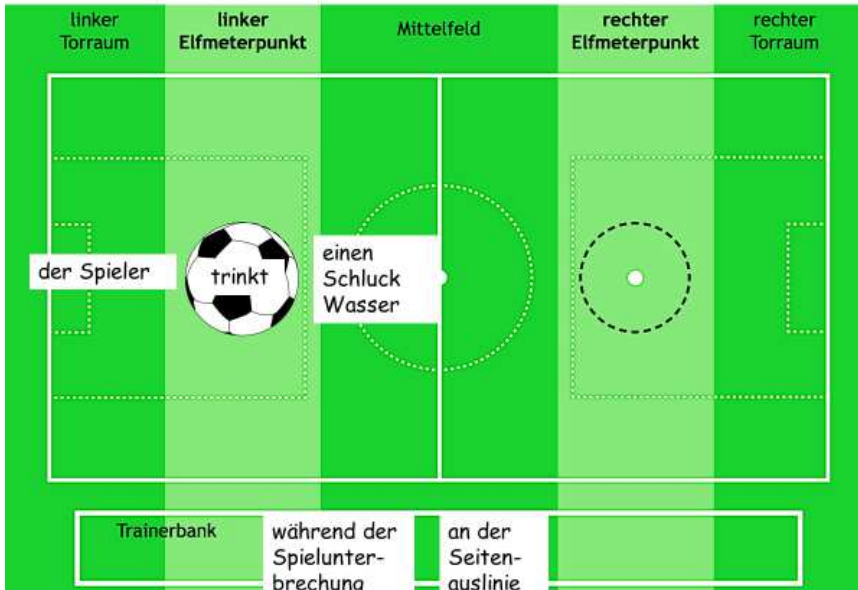 linker
Torraum
linker
Elfmeterpunkt
Mittelfeld
rechter
Elfmeterpunkt
rechter
Torraum
der Spieler
trinkt
einen
Schluck
Wasser
Trainerbank
während der
Spielunter-
brechung
an der
Seiten-
auslinie